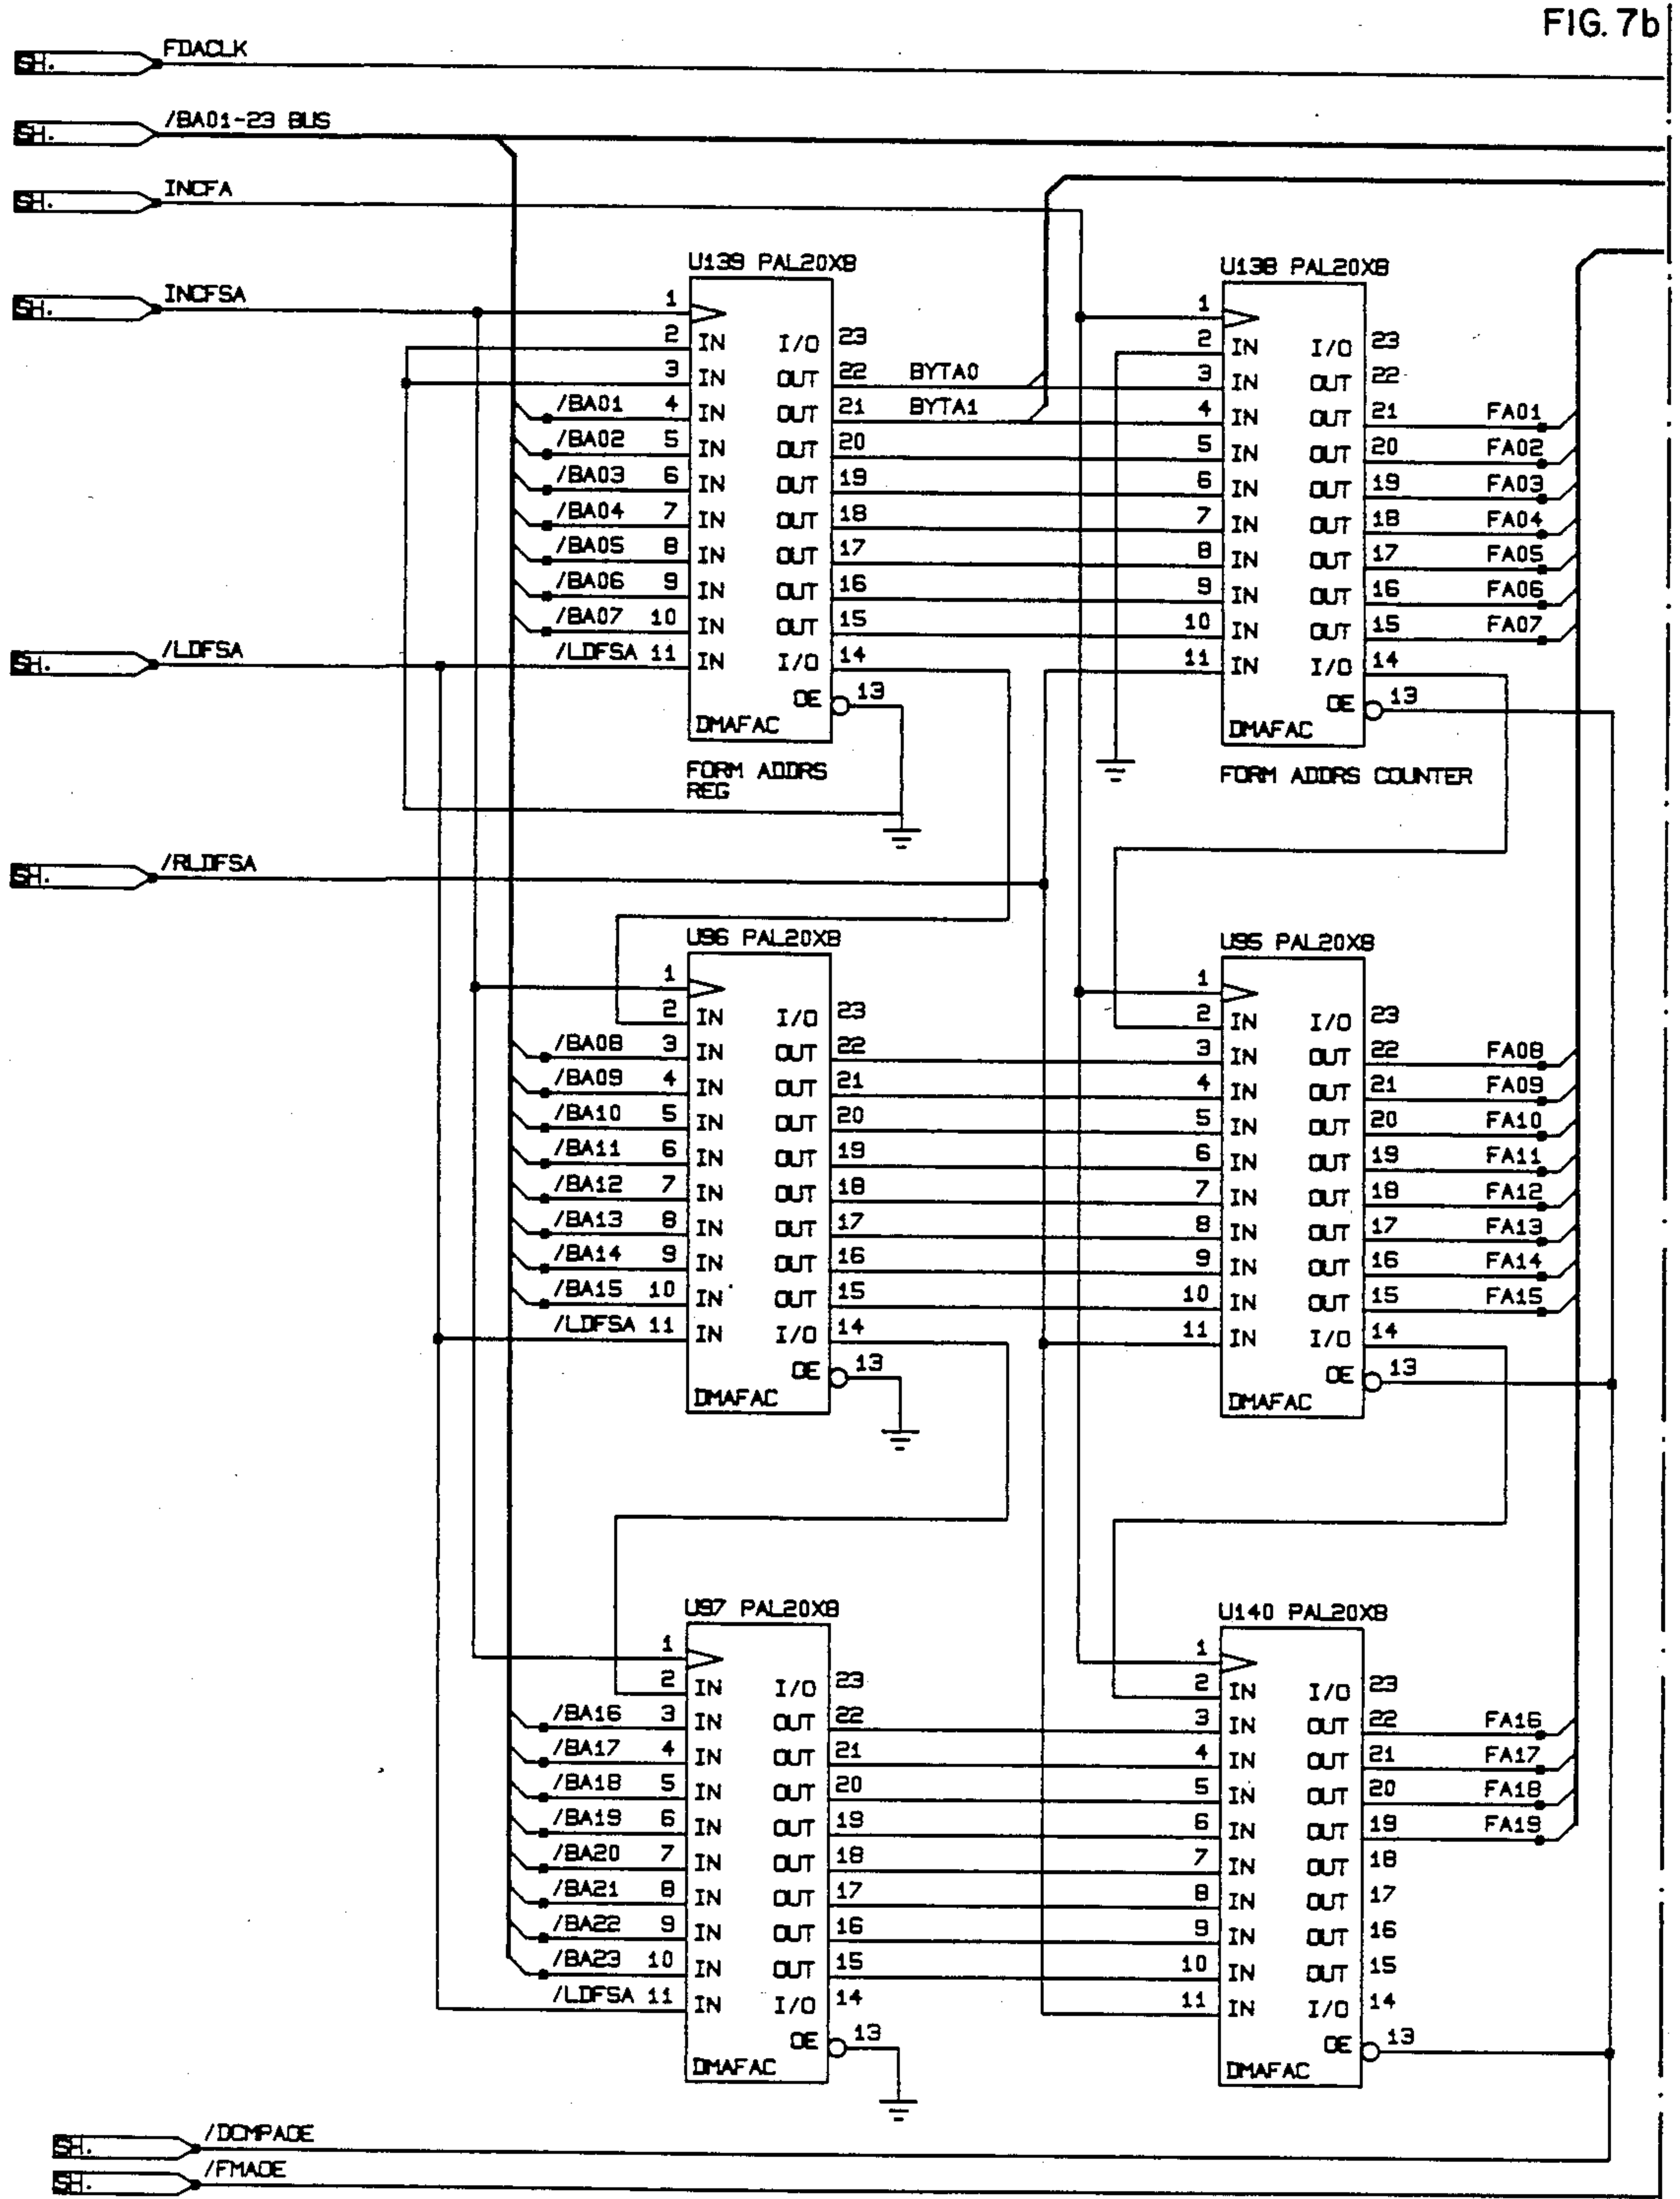 FIG. 7b
SH. FDACLK
SH. /BA01-23 BUS
SH. INCFA
SH. INCFSA
SH. /LDFSA
SH. /RLDFSA
U139 PAL20X8
1
2 IN I/O 23
3 IN OUT 22 BYTA0
/BA01 4 IN OUT 21 BYTA1
/BA02 5 IN OUT 20
/BA03 6 IN OUT 19
/BA04 7 IN OUT 18
/BA05 8 IN OUT 17
/BA06 9 IN OUT 16
/BA07 10 IN OUT 15
/LDFSA 11 IN I/O 14
OE 13
DMAFAC
FORM ADDRS
REG
U138 PAL20X8
1
2 IN I/O 23
3 IN OUT 22
4 IN OUT 21 FA01
5 IN OUT 20 FA02
6 IN OUT 19 FA03
7 IN OUT 18 FA04
8 IN OUT 17 FA05
9 IN OUT 16 FA06
10 IN OUT 15 FA07
11 IN I/O 14
OE 13
DMAFAC
FORM ADDRS COUNTER
U96 PAL20X8
1
2 IN I/O 23
/BA08 3 IN OUT 22
/BA09 4 IN OUT 21
/BA10 5 IN OUT 20
/BA11 6 IN OUT 19
/BA12 7 IN OUT 18
/BA13 8 IN OUT 17
/BA14 9 IN OUT 16
/BA15 10 IN OUT 15
/LDFSA 11 IN I/O 14
OE 13
DMAFAC
U95 PAL20X8
1
2 IN I/O 23
3 IN OUT 22 FA08
4 IN OUT 21 FA09
5 IN OUT 20 FA10
6 IN OUT 19 FA11
7 IN OUT 18 FA12
8 IN OUT 17 FA13
9 IN OUT 16 FA14
10 IN OUT 15 FA15
11 IN I/O 14
OE 13
DMAFAC
U97 PAL20X8
1
2 IN I/O 23
/BA16 3 IN OUT 22
/BA17 4 IN OUT 21
/BA18 5 IN OUT 20
/BA19 6 IN OUT 19
/BA20 7 IN OUT 18
/BA21 8 IN OUT 17
/BA22 9 IN OUT 16
/BA23 10 IN OUT 15
/LDFSA 11 IN I/O 14
OE 13
DMAFAC
U140 PAL20X8
1
2 IN I/O 23
3 IN OUT 22 FA16
4 IN OUT 21 FA17
5 IN OUT 20 FA18
6 IN OUT 19 FA19
7 IN OUT 18
8 IN OUT 17
9 IN OUT 16
10 IN OUT 15
11 IN I/O 14
OE 13
DMAFAC
SH. /DCMPAOE
SH. /FMAOE